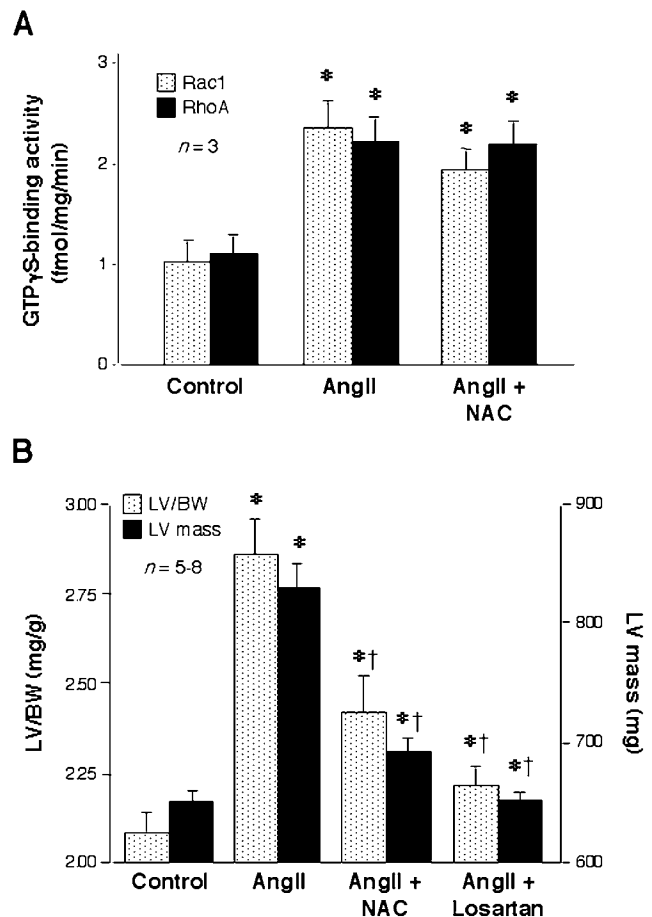 A
GTPγS-binding activity
(fmol/mg/min)
3
2
1
0
Rac1
RhoA
n = 3
* *
* *
Control AngII AngII +
NAC
B
LV/BW (mg/g)
3.00
2.75
2.50
2.25
2.00
LV/BW
LV mass
n = 5-8
* *
*† *†
*† *†
900
800
700
600
LV mass (mg)
Control AngII AngII + AngII +
NAC Losartan